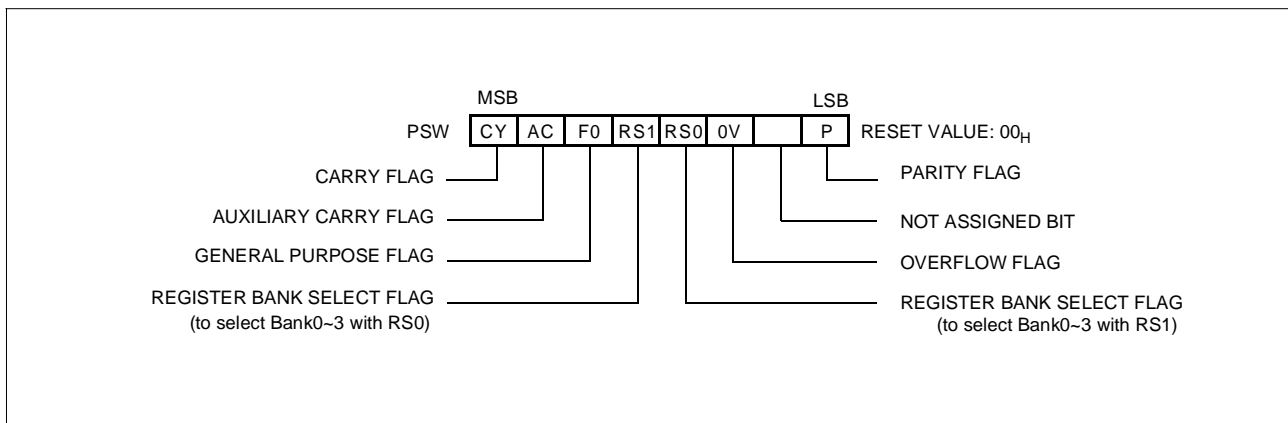 MSB LSB
PSW CY AC F0 RS1 RS0 0V P RESET VALUE: 00H
CARRY FLAG PARITY FLAG
AUXILIARY CARRY FLAG NOT ASSIGNED BIT
GENERAL PURPOSE FLAG OVERFLOW FLAG
REGISTER BANK SELECT FLAG REGISTER BANK SELECT FLAG
(to select Bank0~3 with RS0) (to select Bank0~3 with RS1)